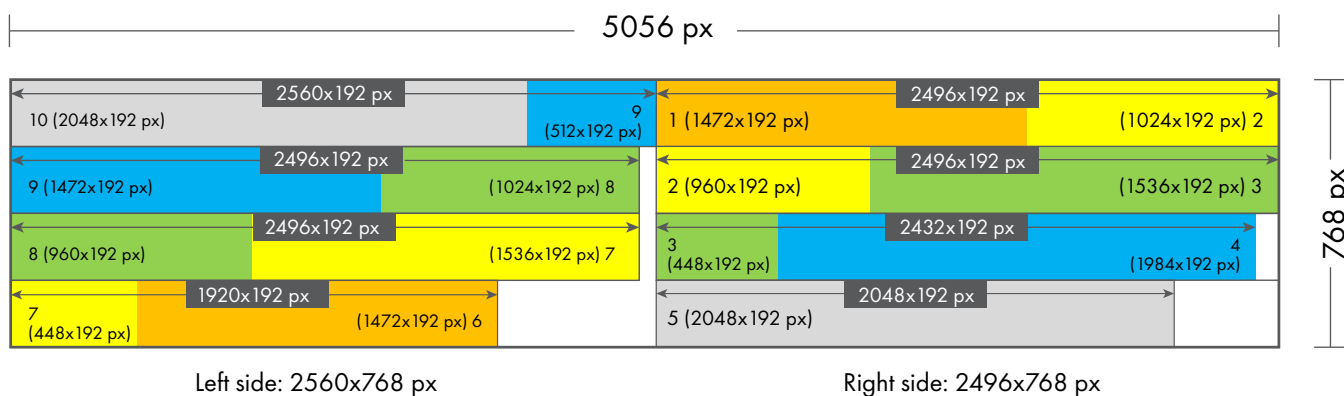 5056 px
2560x192 px
2496x192 px
10 (2048x192 px)
9
(512x192 px)
1 (1472x192 px)
(1024x192 px) 2
2496x192 px
2496x192 px
9 (1472x192 px)
(1024x192 px) 8
2 (960x192 px)
(1536x192 px) 3
2496x192 px
2432x192 px
8 (960x192 px)
(1536x192 px) 7
3
(448x192 px)
4
(1984x192 px)
1920x192 px
2048x192 px
7
(448x192 px)
(1472x192 px) 6
5 (2048x192 px)
768 px
Left side: 2560x768 px
Right side: 2496x768 px